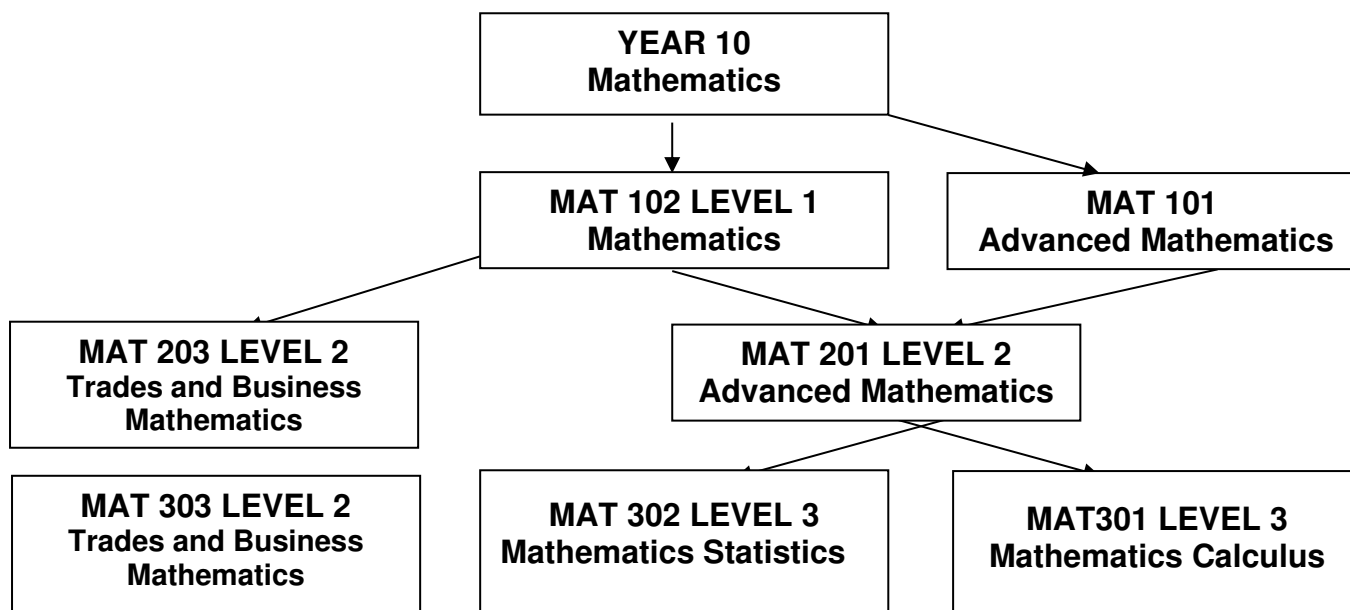 YEAR 10
Mathematics
MAT 102 LEVEL 1
Mathematics
MAT 101
Advanced Mathematics
MAT 203 LEVEL 2
Trades and Business
Mathematics
MAT 201 LEVEL 2
Advanced Mathematics
MAT 303 LEVEL 2
Trades and Business
Mathematics
MAT 302 LEVEL 3
Mathematics Statistics
MAT301 LEVEL 3
Mathematics Calculus